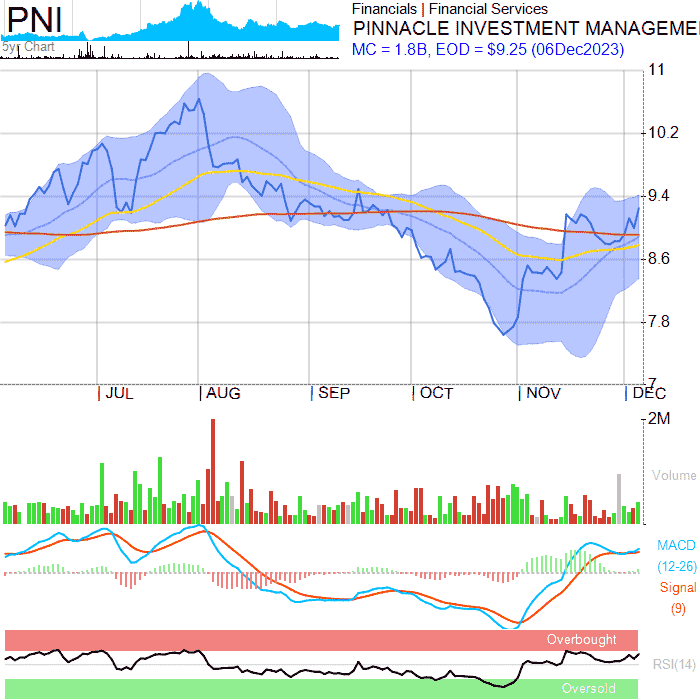 PNI
5yr Chart
Financials | Financial Services
PINNACLE INVESTMENT MANAGEME
MC = 1.8B, EOD = $9.25 (06Dec2023)
11
10.2
9.4
8.6
7.8
7
JUL AUG SEP OCT NOV DEC
2M
Volume
MACD
(12-26)
Signal
(9)
Overbought
RSI(14)
Oversold